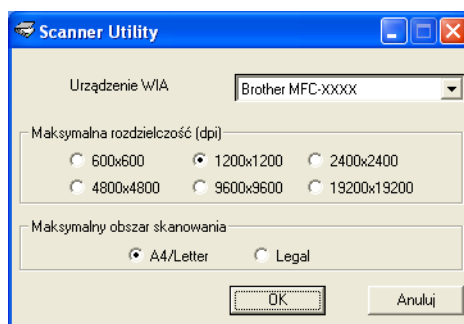 Scanner Utility
Urządzenie WIA Brother MFC-XXXX
Maksymalna rozdzielczość (dpi)
600x600 1200x1200 2400x2400
4800x4800 9600x9600 19200x19200
Maksymalny obszar skanowania
A4/Letter Legal
OK Anuluj